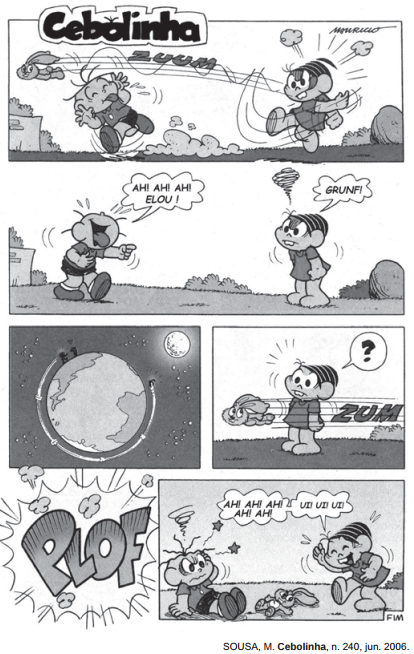 Cebolinha
MAURICIO
ZUUM
AH! AH! AH!
ELOU !
GRUNF!
?
ZUM
PLOF
AH! AH! AH!
AH! AH!
UI! UI! UI!
FIM
SOUSA, M. Cebolinha, n. 240, jun. 2006.